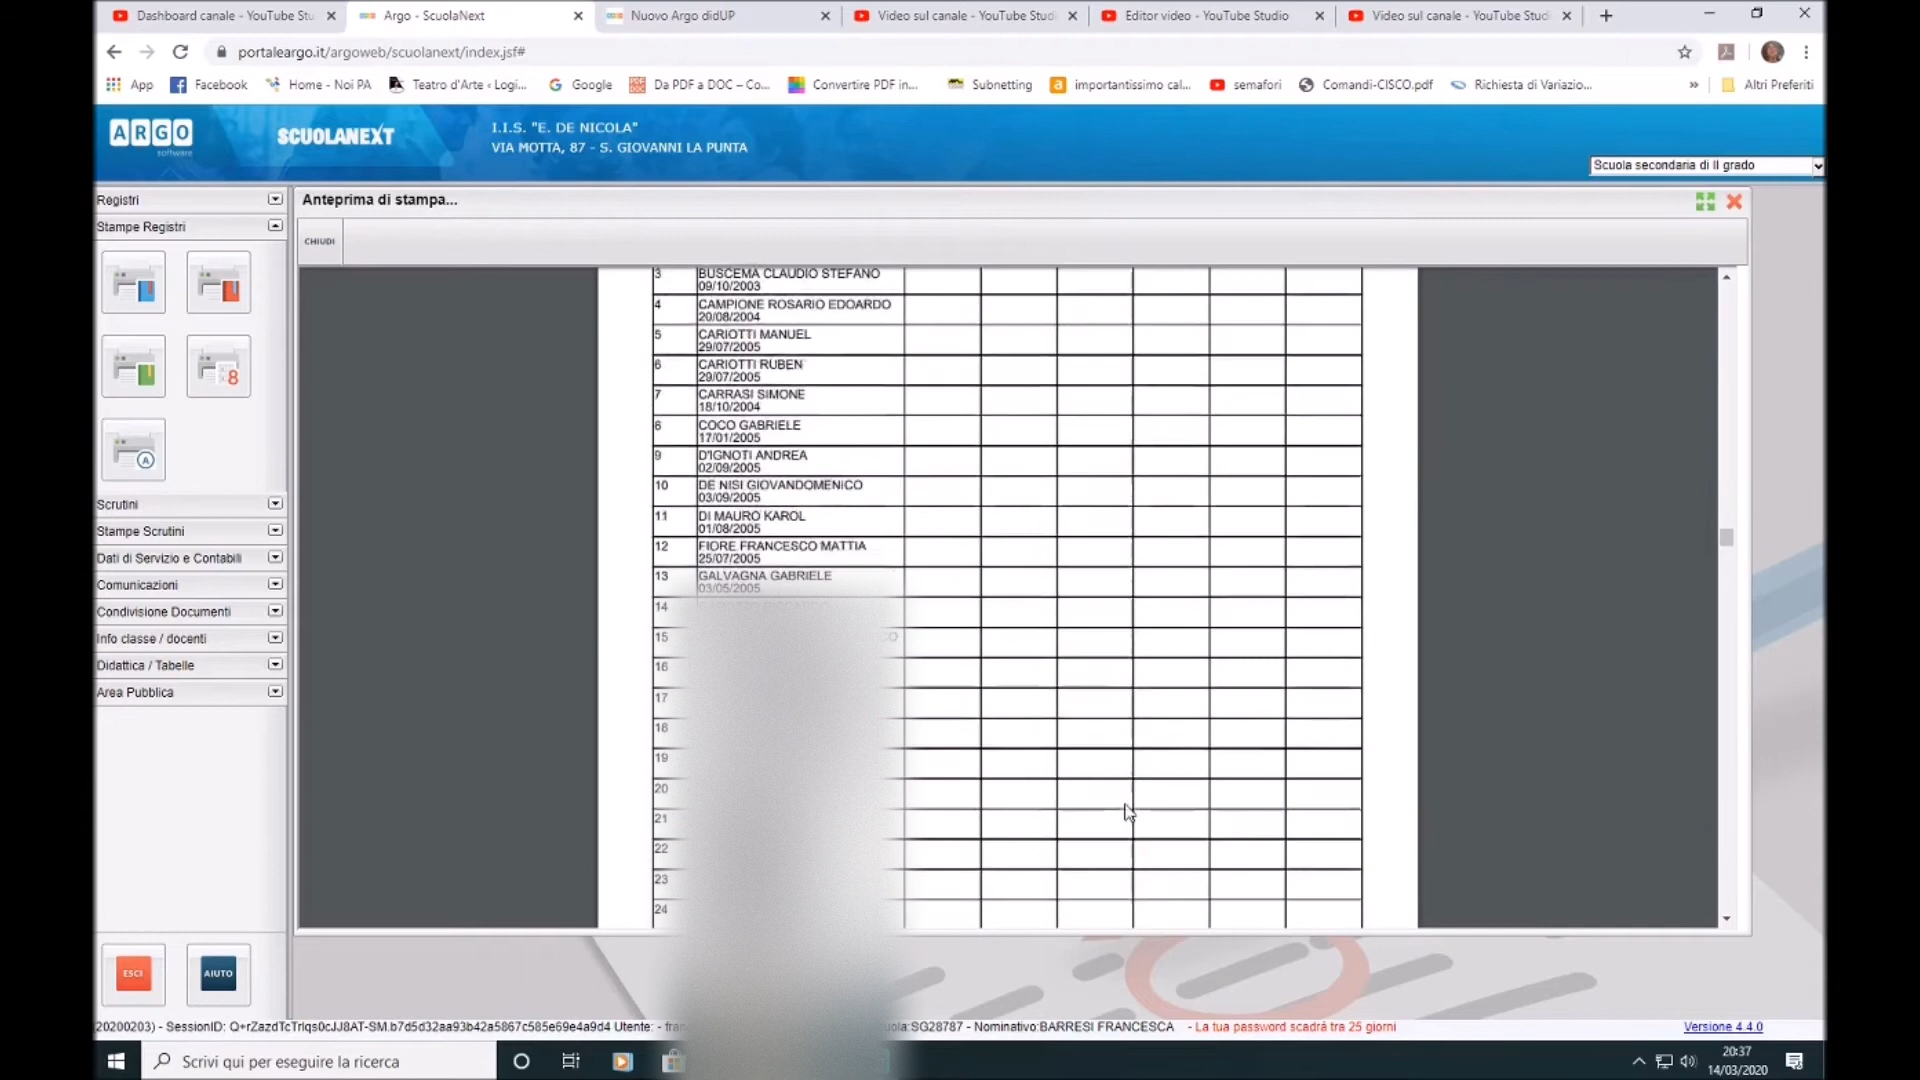 Dashboard canale - YouTube Stu
Argo - ScuolaNext
Nuovo Argo didUP
Video sul canale - YouTube Studi
Editor video - YouTube Studio
Video sul canale - YouTube Studi
portaleargo.it/argoweb/scuolanext/index.jsf#
App
Facebook
Home - Noi PA
Teatro d'Arte ‹ Logi...
Google
Da PDF a DOC – Co...
Convertire PDF in...
Subnetting
importantissimo cal...
semafori
Comandi-CISCO.pdf
Richiesta di Variazio...
»
Altri Preferiti
ARGO
software
SCUOLANEXT
I.I.S. "E. DE NICOLA"
VIA MOTTA, 87 - S. GIOVANNI LA PUNTA
Scuola secondaria di II grado
Registri
Stampe Registri
8
A
Scrutini
Stampe Scrutini
Dati di Servizio e Contabili
Comunicazioni
Condivisione Documenti
Info classe / docenti
Didattica / Tabelle
Area Pubblica
ESCI
AIUTO
Anteprima di stampa...
CHIUDI
3 BUSCEMA CLAUDIO STEFANO
09/10/2003
4 CAMPIONE ROSARIO EDOARDO
20/08/2004
5 CARIOTTI MANUEL
29/07/2005
6 CARIOTTI RUBEN
29/07/2005
7 CARRASI SIMONE
18/10/2004
8 COCO GABRIELE
17/01/2005
9 D'IGNOTI ANDREA
02/09/2005
10 DE NISI GIOVANDOMENICO
03/09/2005
11 DI MAURO KAROL
01/08/2005
12 FIORE FRANCESCO MATTIA
25/07/2005
13 GALVAGNA GABRIELE
03/05/2005
14
15
16
17
18
19
20
21
22
23
24
20200203) - SessionID: Q+rZazdTcTrlqs0cJJ8AT-SM.b7d5d32aa93b42a5867c585e69e4a9d4 Utente: - fran
:SG28787 - Nominativo:BARRESI FRANCESCA - La tua password scadrà tra 25 giorni
Versione 4.4.0
Scrivi qui per eseguire la ricerca
20:37
14/03/2020